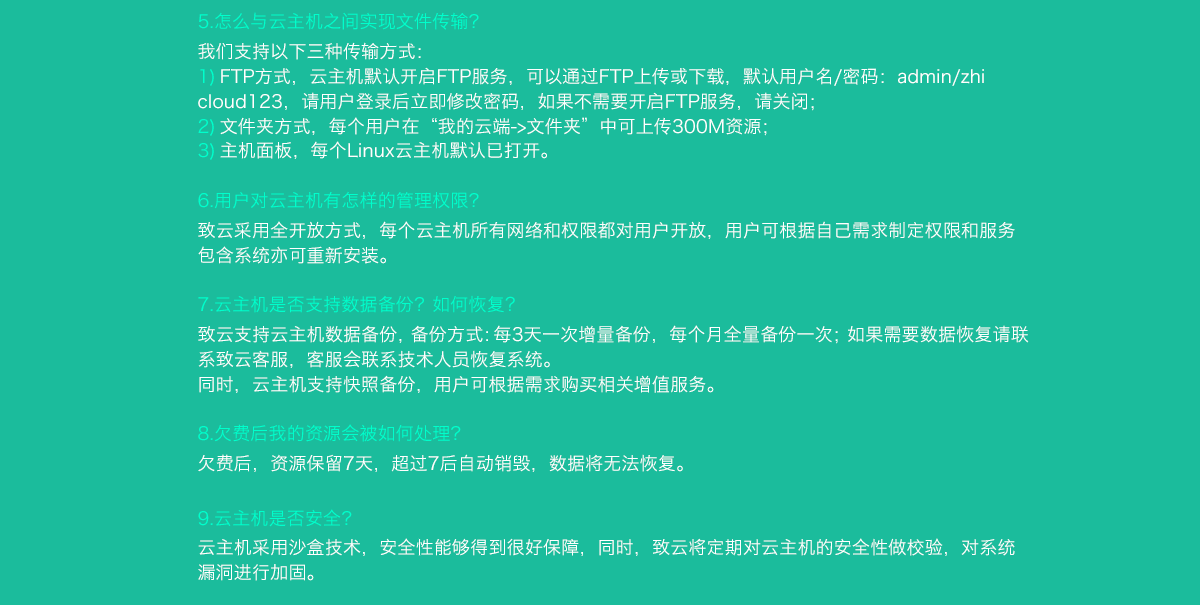 5.怎么与云主机之间实现文件传输？
我们支持以下三种传输方式：
1) FTP方式，云主机默认开启FTP服务，可以通过FTP上传或下载，默认用户名/密码：admin/zhi
cloud123，请用户登录后立即修改密码，如果不需要开启FTP服务，请关闭；
2) 文件夹方式，每个用户在“我的云端->文件夹”中可上传300M资源；
3) 主机面板，每个Linux云主机默认已打开。
6.用户对云主机有怎样的管理权限？
致云采用全开放方式，每个云主机所有网络和权限都对用户开放，用户可根据自己需求制定权限和服务
包含系统亦可重新安装。
7.云主机是否支持数据备份？如何恢复？
致云支持云主机数据备份, 备份方式: 每3天一次增量备份，每个月全量备份一次; 如果需要数据恢复请联
系致云客服，客服会联系技术人员恢复系统。
同时，云主机支持快照备份，用户可根据需求购买相关增值服务。
8.欠费后我的资源会被如何处理？
欠费后，资源保留7天，超过7后自动销毁，数据将无法恢复。
9.云主机是否安全？
云主机采用沙盒技术，安全性能够得到很好保障，同时，致云将定期对云主机的安全性做校验，对系统
漏洞进行加固。